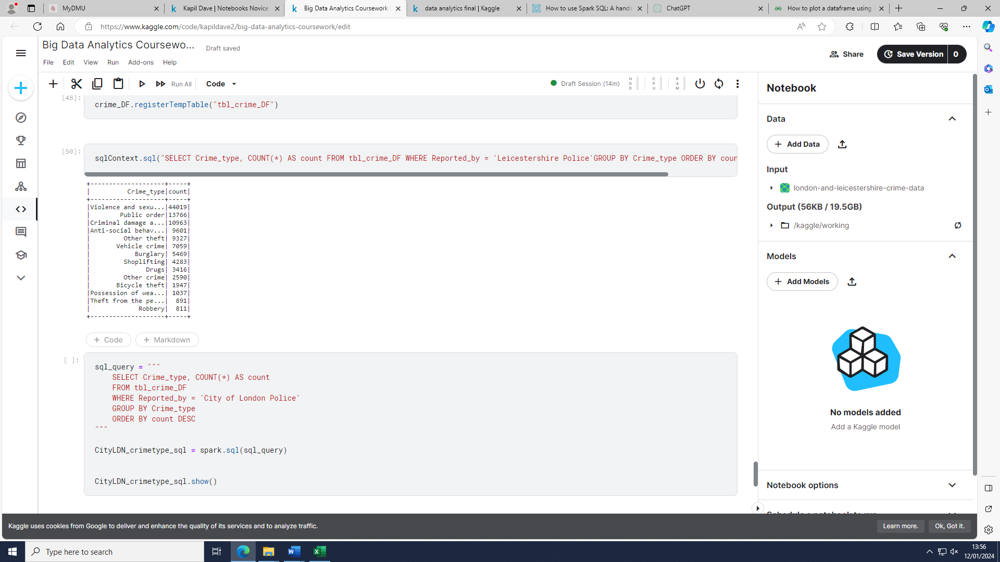 MyDMU
Kapil Dave | Notebooks Novice
Big Data Analytics Coursework
data analytics final | Kaggle
How to use Spark SQL: A hands
ChatGPT
How to plot a dataframe using
https://www.kaggle.com/code/kapildave2/big-data-analytics-coursework/edit
Big Data Analytics Coursewo...
Draft saved
Share
Save Version
0
File Edit View Run Add-ons Help
Run All
Code
Draft Session (14m)
HDD
CPU
RAM
[48]:
crime_DF.registerTempTable("tbl_crime_DF")
[50]:
sqlContext.sql("SELECT Crime_type, COUNT(*) AS count FROM tbl_crime_DF WHERE Reported_by = 'Leicestershire Police'GROUP BY Crime_type ORDER BY coun
+--------------------+-----+
|          Crime_type|count|
+--------------------+-----+
|Violence and sexu...|44019|
|        Public order|13766|
|Criminal damage a...|10963|
|Anti-social behav...| 9601|
|         Other theft| 9327|
|       Vehicle crime| 7059|
|            Burglary| 5469|
|         Shoplifting| 4283|
|               Drugs| 3416|
|         Other crime| 2590|
|       Bicycle theft| 1947|
|Possession of wea...| 1037|
|Theft from the pe...|  891|
|             Robbery|  811|
+--------------------+-----+
+ Code
+ Markdown
[ ]:
sql_query = """
    SELECT Crime_type, COUNT(*) AS count
    FROM tbl_crime_DF
    WHERE Reported_by = 'City of London Police'
    GROUP BY Crime_type
    ORDER BY count DESC
"""
CityLDN_crimetype_sql = spark.sql(sql_query)
CityLDN_crimetype_sql.show()
Notebook
Data
+ Add Data
Input
london-and-leicestershire-crime-data
Output (56KB / 19.5GB)
/kaggle/working
Models
+ Add Models
No models added
Add a Kaggle model
Notebook options
Schedule a notebook to run
Kaggle uses cookies from Google to deliver and enhance the quality of its services and to analyze traffic.
Learn more.
Ok, Got it.
Type here to search
13:56
12/01/2024